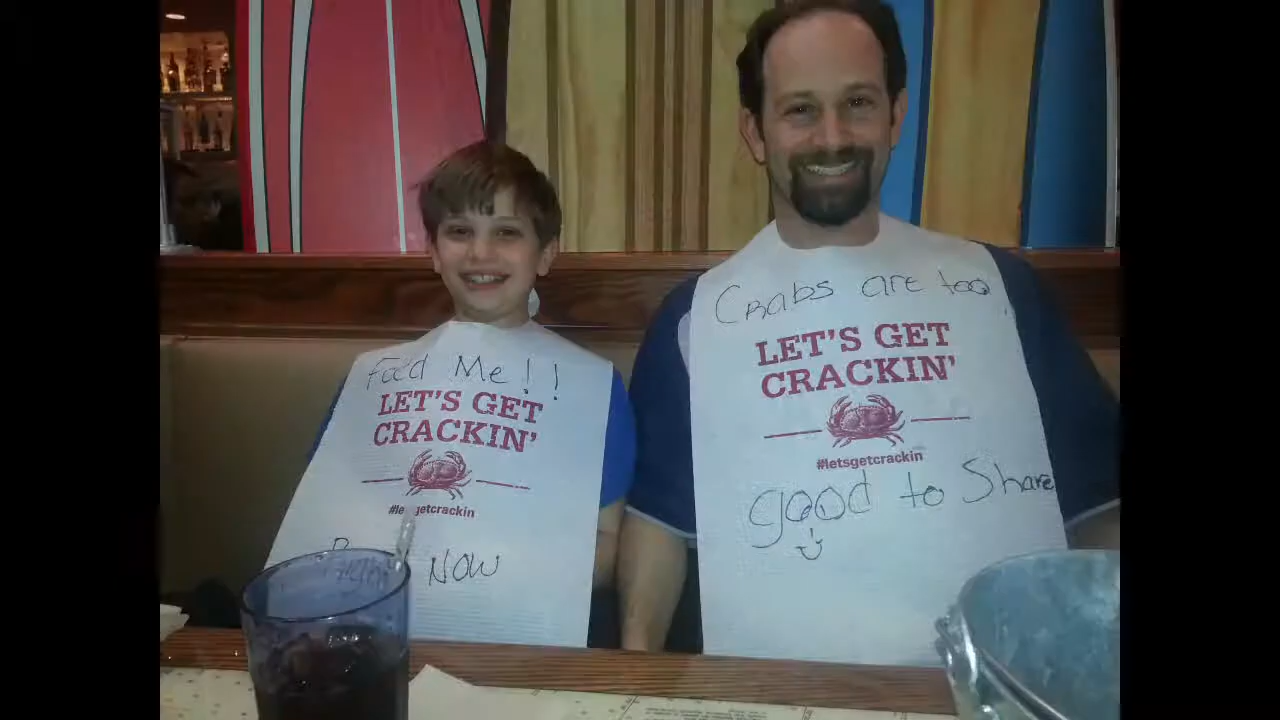 Feed Me!!
LET'S GET
CRACKIN'
NOW
Crabs are too
LET'S GET
CRACKIN'
#letsgetcrackin
good to Share